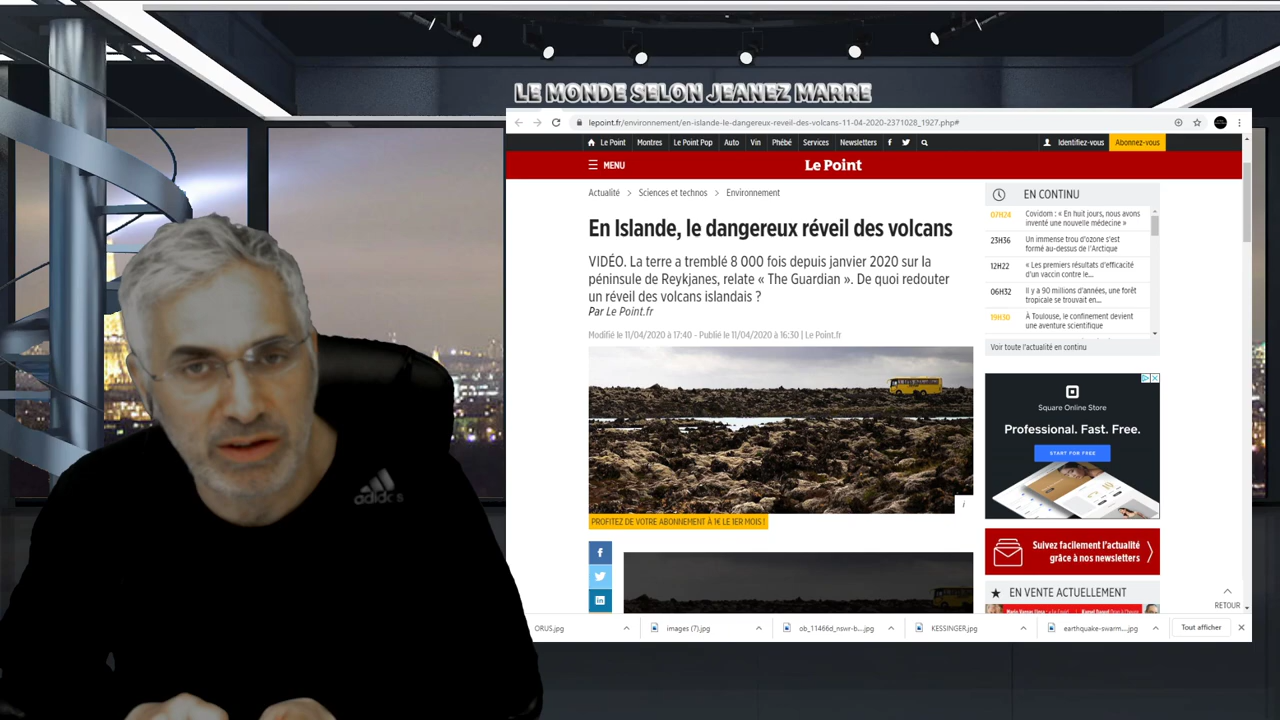 LE MONDE SELON JEANEZ MARRE
lepoint.fr/environnement/en-islande-le-dangereux-reveil-des-volcans-11-04-2020-2371028_1927.php#
Le Point Montres Le Point Pop Auto Vin Phébé Services Newsletters Identifiez-vous Abonnez-vous
MENU Le Point
Actualité > Sciences et technos > Environnement
En Islande, le dangereux réveil des volcans
VIDÉO. La terre a tremblé 8 000 fois depuis janvier 2020 sur la
péninsule de Reykjanes, relate « The Guardian ». De quoi redouter
un réveil des volcans islandais ?
Par Le Point.fr
Modifié le 11/04/2020 à 17:40 - Publié le 11/04/2020 à 16:30 | Le Point.fr
i
PROFITEZ DE VOTRE ABONNEMENT À 1€ LE 1ER MOIS !
EN CONTINU
07H24 Covidom : « En huit jours, nous avons
inventé une nouvelle médecine »
23H36 Un immense trou d'ozone s'est
formé au-dessus de l'Arctique
12H22 « Les premiers résultats d'efficacité
d'un vaccin contre le...
06H32 Il y a 90 millions d'années, une forêt
tropicale se trouvait en...
19H30 À Toulouse, le confinement devient
une aventure scientifique
Voir toute l'actualité en continu
Square Online Store
Professional. Fast. Free.
START FOR FREE
Suivez facilement l'actualité
grâce à nos newsletters
EN VENTE ACTUELLEMENT
RETOUR
adidas
ORUS.jpg images (7).jpg ob_11466d_nswr-b....jpg KESSINGER.jpg earthquake-swarm....jpg Tout afficher